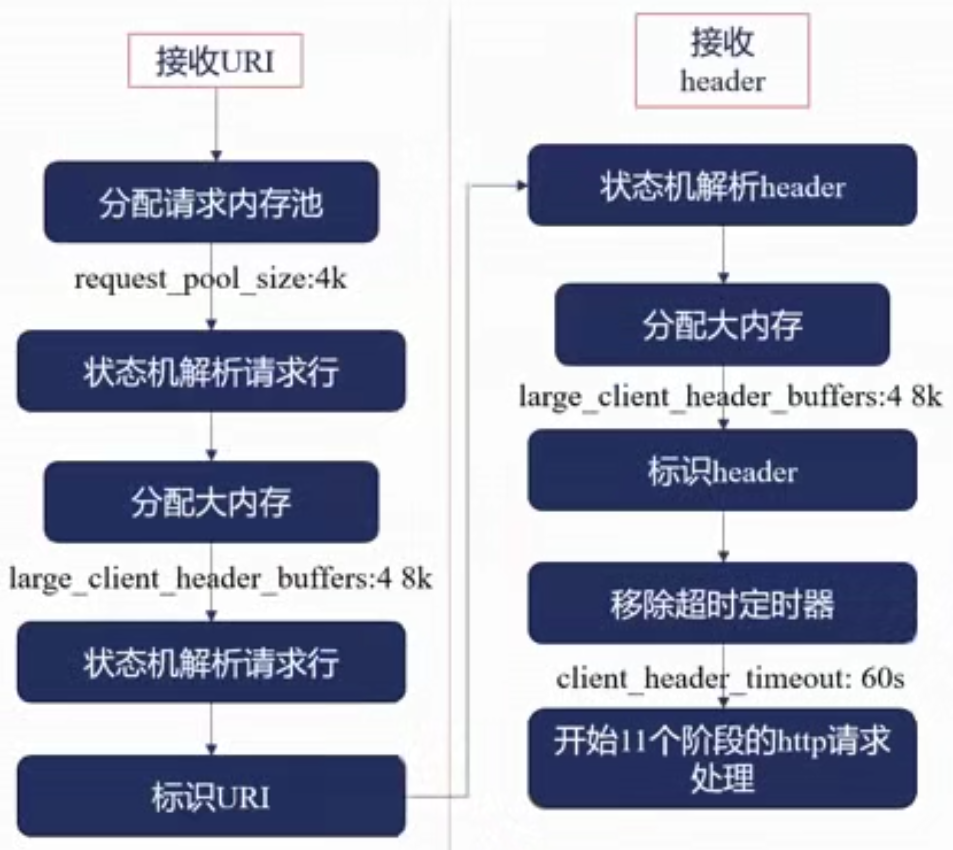 接收URI
分配请求内存池
request_pool_size:4k
状态机解析请求行
分配大内存
large_client_header_buffers:4 8k
状态机解析请求行
标识URI
接收
header
状态机解析header
分配大内存
large_client_header_buffers:4 8k
标识header
移除超时定时器
client_header_timeout: 60s
开始11个阶段的http请求
处理